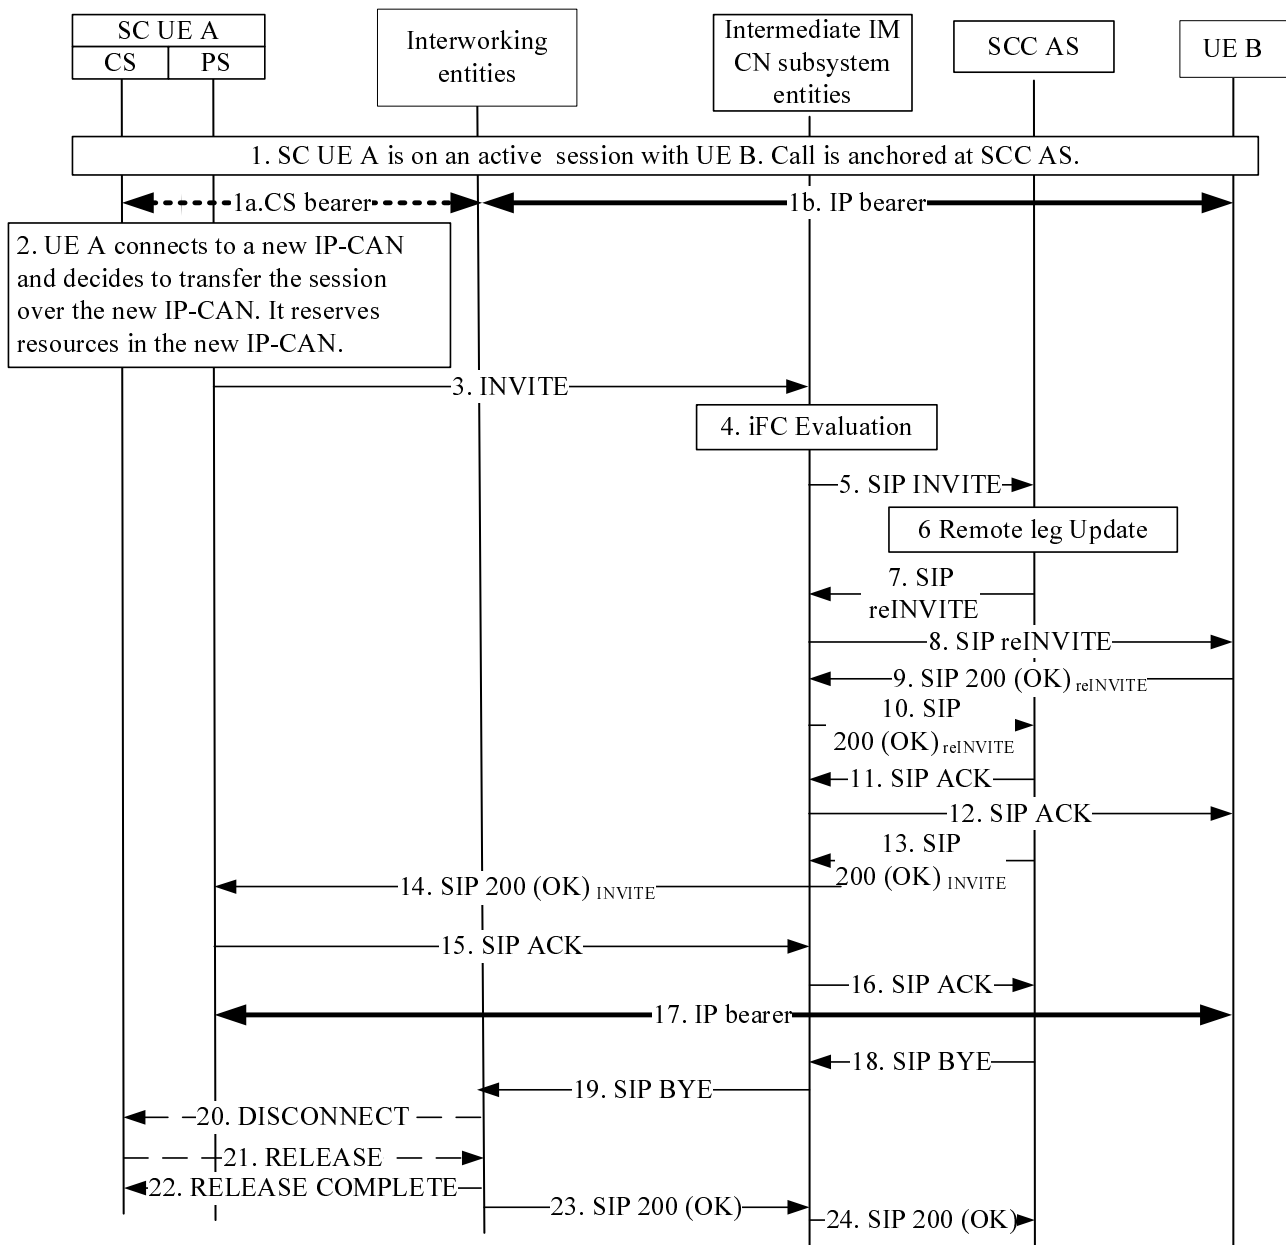 SC UE A
CS
PS
Interworking
entities
Intermediate IM
CN subsystem
entities
SCC AS
UE B
1. SC UE A is on an active session with UE B. Call is anchored at SCC AS.
1a.CS bearer
1b. IP bearer
2. UE A connects to a new IP-CAN
and decides to transfer the session
over the new IP-CAN. It reserves
resources in the new IP-CAN.
3. INVITE
4. iFC Evaluation
5. SIP INVITE
6 Remote leg Update
7. SIP
reINVITE
8. SIP reINVITE
9. SIP 200 (OK) reINVITE
10. SIP
200 (OK) reINVITE
11. SIP ACK
12. SIP ACK
13. SIP
200 (OK) INVITE
14. SIP 200 (OK) INVITE
15. SIP ACK
16. SIP ACK
17. IP bearer
18. SIP BYE
19. SIP BYE
20. DISCONNECT
21. RELEASE
22. RELEASE COMPLETE
23. SIP 200 (OK)
24. SIP 200 (OK)